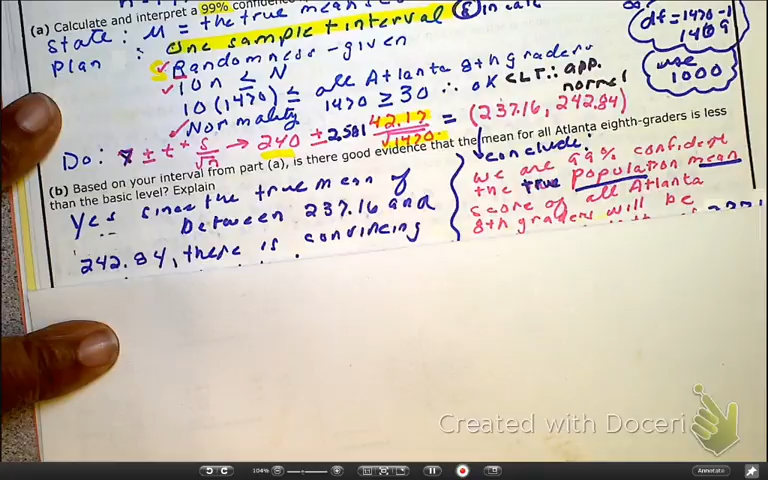 (a) Calculate and interpret a 99% confidence
State: μ = the true mean s
in calc
Plan: One sample t interval
df = 1470 - 1
1469
use
1000
Randomness - given
10 n ≤ N
10 (1470) ≤ all Atlanta 8th graders
Normality 1470 ≥ 30 ∴ OK CLT: app. normal
Do: x̄ ± t* s/√n → 240 ± 2.581 42.17/√1470 = (237.16, 242.84)
(b) Based on your interval from part (a), is there good evidence that the mean for all Atlanta eighth-graders is less
than the basic level? Explain
Yes since the true mean of
between 237.16 and
242.84, there is convincing
Conclude:
We are 99% confident
the true population mean
score of all Atlanta
8th graders will be
Created with Doceri
104%
Annotate